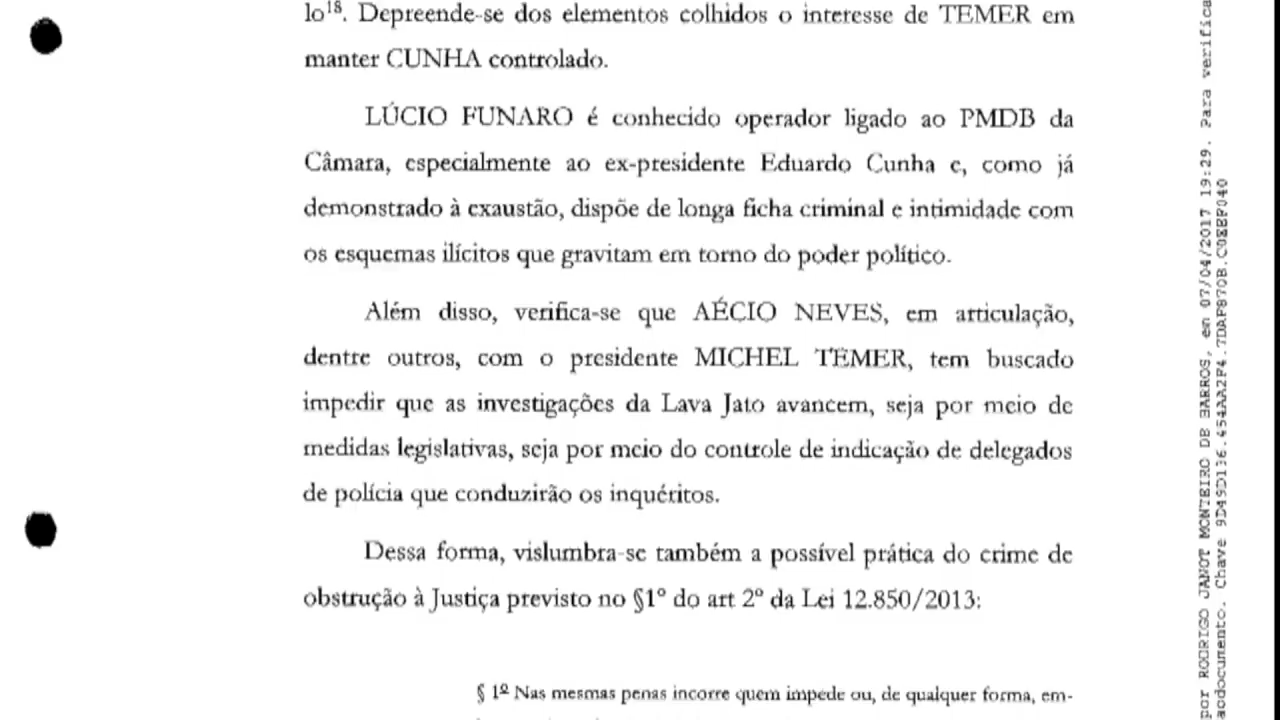 lo¹⁸. Depreende-se dos elementos colhidos o interesse de TEMER em
manter CUNHA controlado.
LÚCIO FUNARO é conhecido operador ligado ao PMDB da
Câmara, especialmente ao ex-presidente Eduardo Cunha e, como já
demonstrado à exaustão, dispõe de longa ficha criminal e intimidade com
os esquemas ilícitos que gravitam em torno do poder político.
Além disso, verifica-se que AÉCIO NEVES, em articulação,
dentre outros, com o presidente MICHEL TEMER, tem buscado
impedir que as investigações da Lava Jato avancem, seja por meio de
medidas legislativas, seja por meio do controle de indicação de delegados
de polícia que conduzirão os inquéritos.
Dessa forma, vislumbra-se também a possível prática do crime de
obstrução à Justiça previsto no §1º do art 2º da Lei 12.850/2013:
§ 1º Nas mesmas penas incorre quem impede ou, de qualquer forma, em-
por RODRIGO JANOT MONTEIRO DE BARROS, em 07/04/2017 19:29. Para verifica
aodocumento. Chave